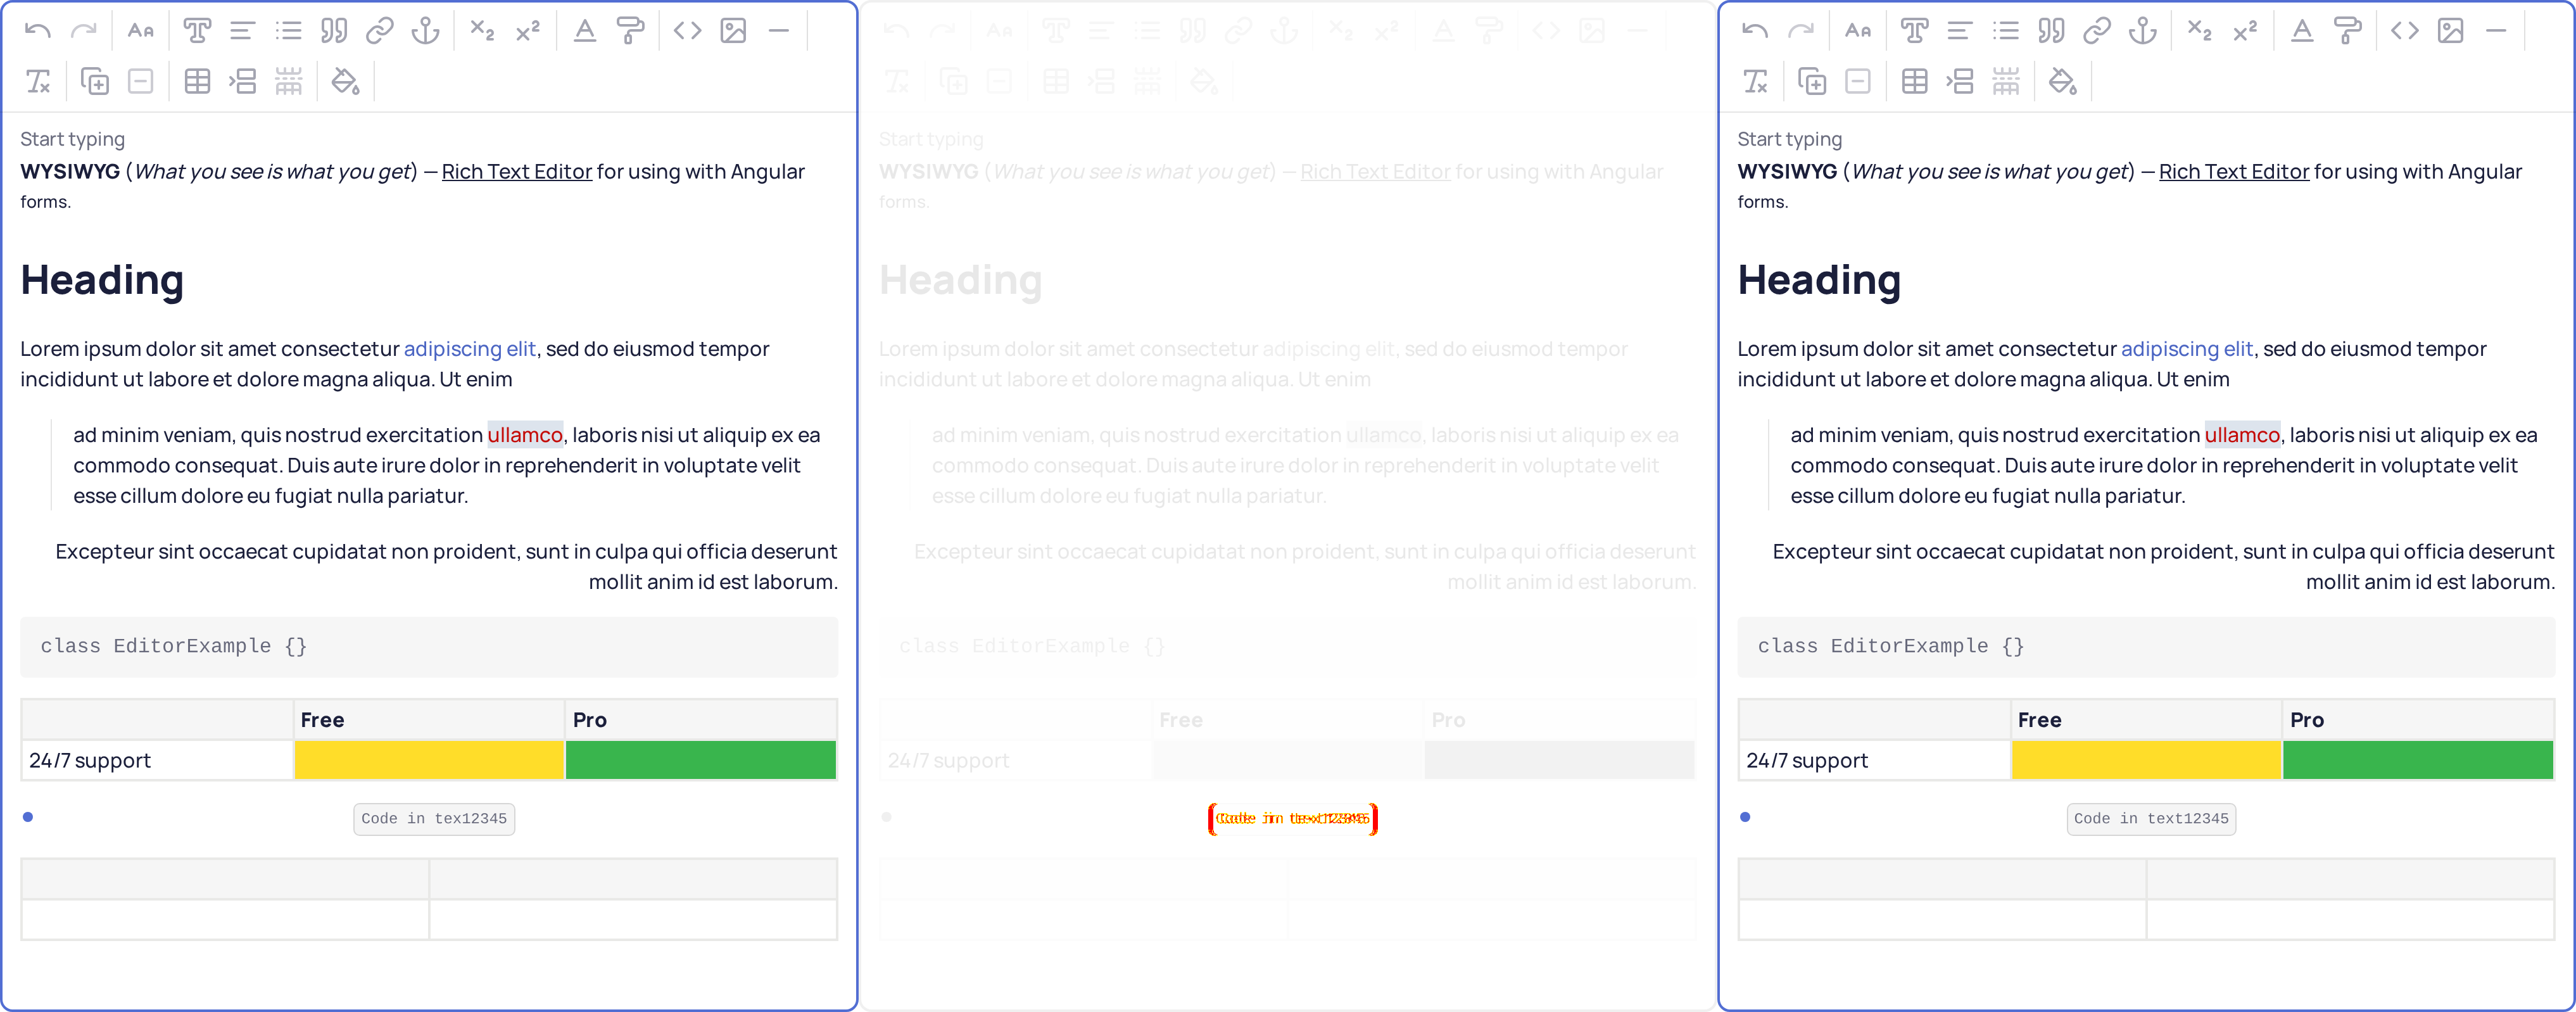 Start typing
WYSIWYG (What you see is what you get) — Rich Text Editor for using with Angular
forms.
Heading
Lorem ipsum dolor sit amet consectetur adipiscing elit, sed do eiusmod tempor
incididunt ut labore et dolore magna aliqua. Ut enim
ad minim veniam, quis nostrud exercitation ullamco, laboris nisi ut aliquip ex ea
commodo consequat. Duis aute irure dolor in reprehenderit in voluptate velit
esse cillum dolore eu fugiat nulla pariatur.
Excepteur sint occaecat cupidatat non proident, sunt in culpa qui officia deserunt
mollit anim id est laborum.
class EditorExample {}
Free Pro
24/7 support
Code in tex12345
Start typing
WYSIWYG (What you see is what you get) — Rich Text Editor for using with Angular
forms.
Heading
Lorem ipsum dolor sit amet consectetur adipiscing elit, sed do eiusmod tempor
incididunt ut labore et dolore magna aliqua. Ut enim
ad minim veniam, quis nostrud exercitation ullamco, laboris nisi ut aliquip ex ea
commodo consequat. Duis aute irure dolor in reprehenderit in voluptate velit
esse cillum dolore eu fugiat nulla pariatur.
Excepteur sint occaecat cupidatat non proident, sunt in culpa qui officia deserunt
mollit anim id est laborum.
class EditorExample {}
Free Pro
24/7 support
Start typing
WYSIWYG (What you see is what you get) — Rich Text Editor for using with Angular
forms.
Heading
Lorem ipsum dolor sit amet consectetur adipiscing elit, sed do eiusmod tempor
incididunt ut labore et dolore magna aliqua. Ut enim
ad minim veniam, quis nostrud exercitation ullamco, laboris nisi ut aliquip ex ea
commodo consequat. Duis aute irure dolor in reprehenderit in voluptate velit
esse cillum dolore eu fugiat nulla pariatur.
Excepteur sint occaecat cupidatat non proident, sunt in culpa qui officia deserunt
mollit anim id est laborum.
class EditorExample {}
Free Pro
24/7 support
Code in text12345